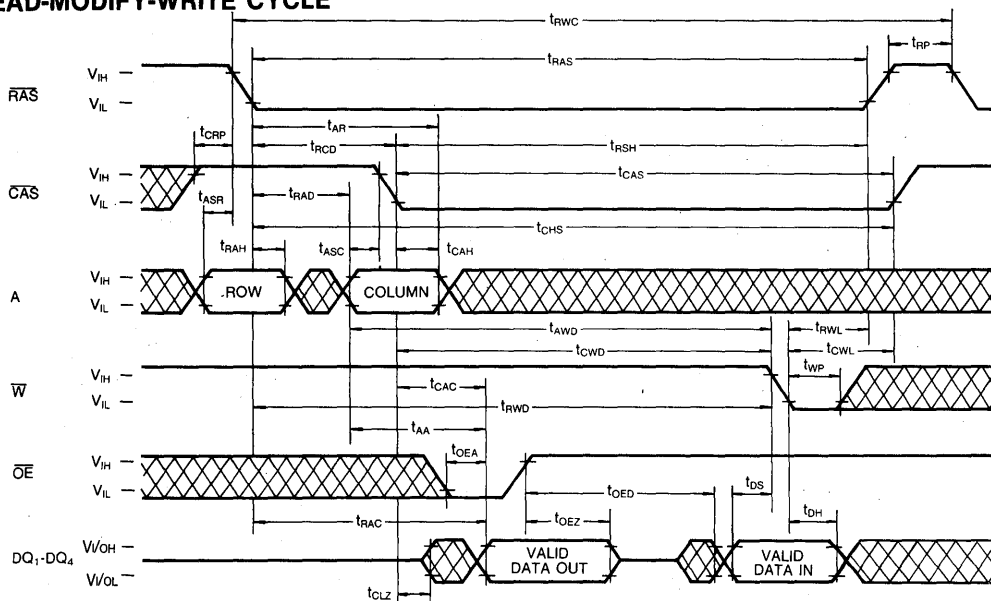 EAD-MODIFY-WRITE CYCLE
tRWC
tRP
tRAS
RAS
VIH
VIL
tAR
tCRP
tRCD
tRSH
CAS
VIH
VIL
tCAS
tRAD
tASR
tCHS
tRAH
tASC
tCAH
A
VIH
VIL
ROW
COLUMN
tAWD
tRWL
tCWD
tCWL
tWP
W
VIH
VIL
tCAC
tRWD
tAA
tOEA
OE
VIH
VIL
tOED
tDS
tOEZ
tDH
tRAC
DQ1-DQ4
VI/OH
VI/OL
VALID
DATA OUT
VALID
DATA IN
tCLZ